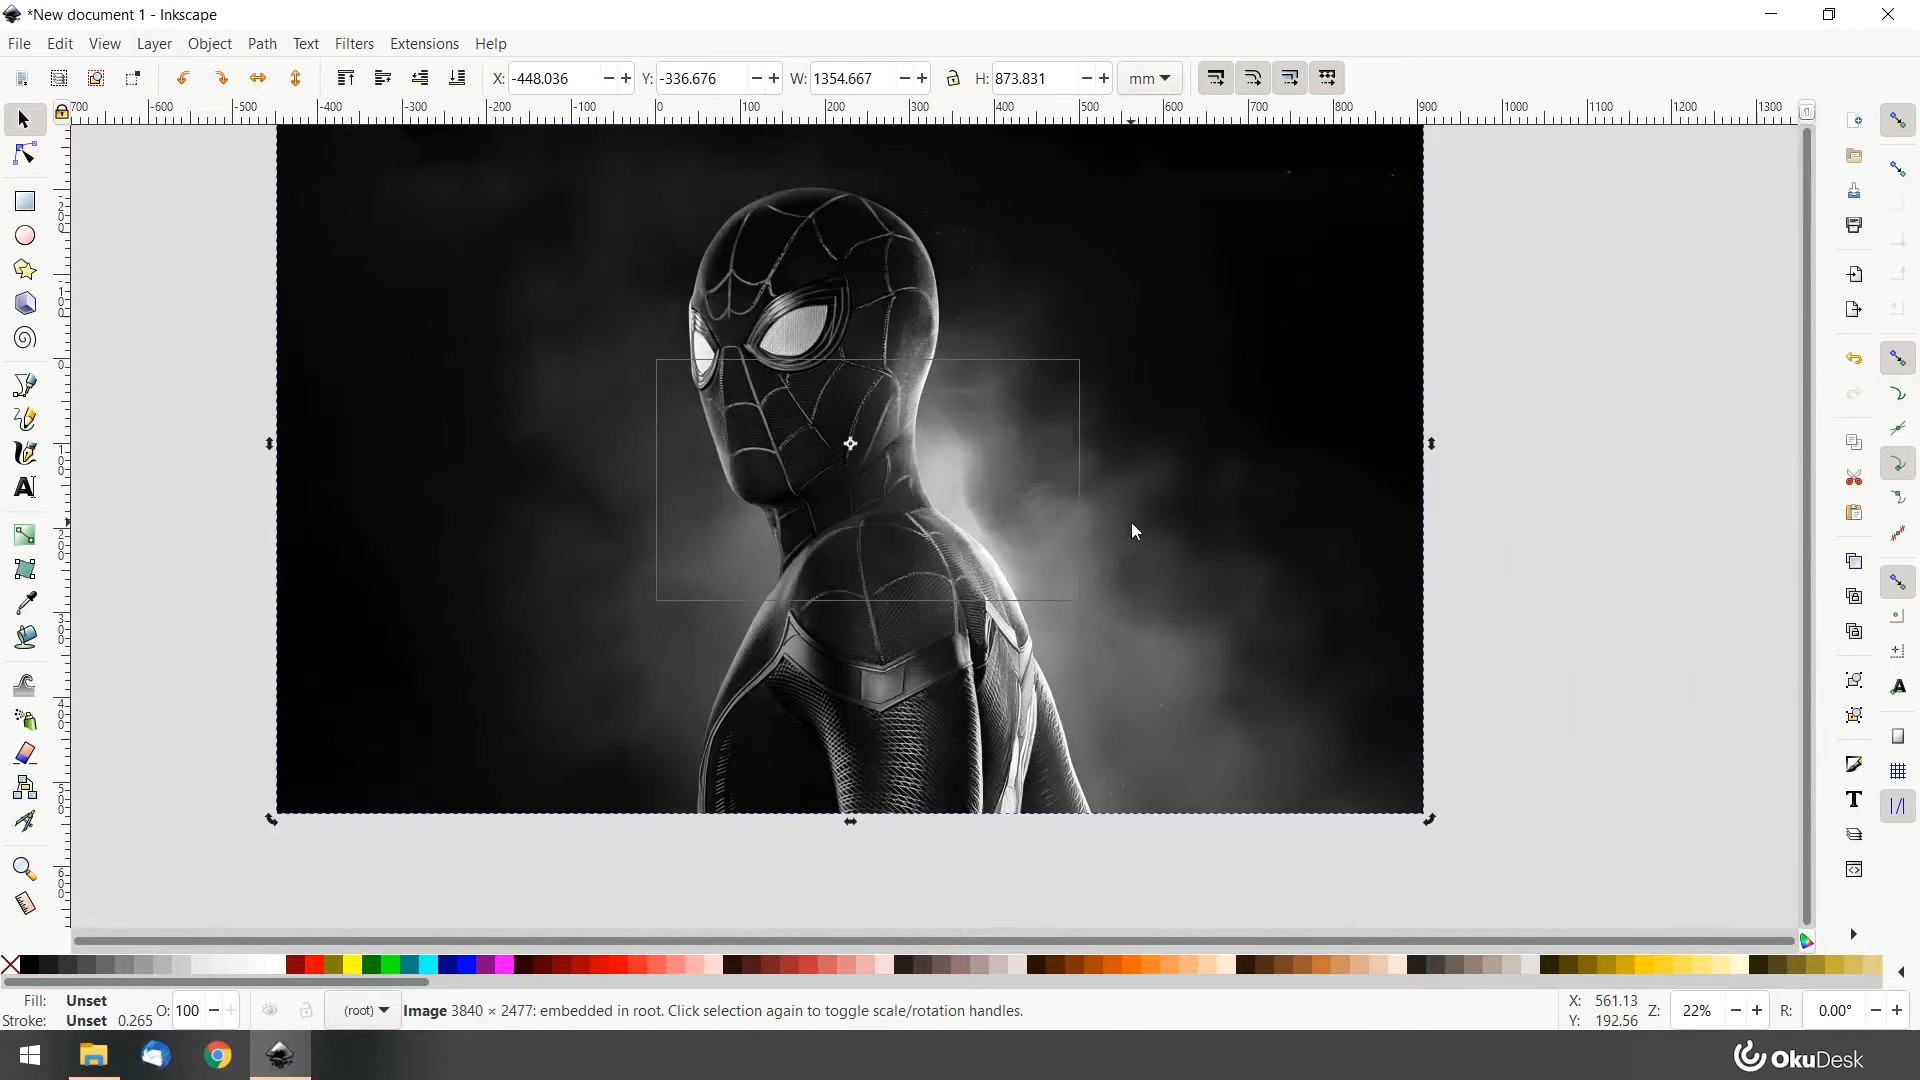 *New document 1 - Inkscape
File Edit View Layer Object Path Text Filters Extensions Help
X: -448.036 Y: -336.676 W: 1354.667 H: 873.831 mm
-600 -500 -400 -300 -200 -100 0 100 200 300 400 500 600 700 800 900 1000 1100 1200 1300
Fill: Unset O: 100 (root) Image 3840 × 2477: embedded in root. Click selection again to toggle scale/rotation handles. X: 561.13 Z: 22% R: 0.00°
Stroke: Unset 0.265 Y: 192.56
OkuDesk